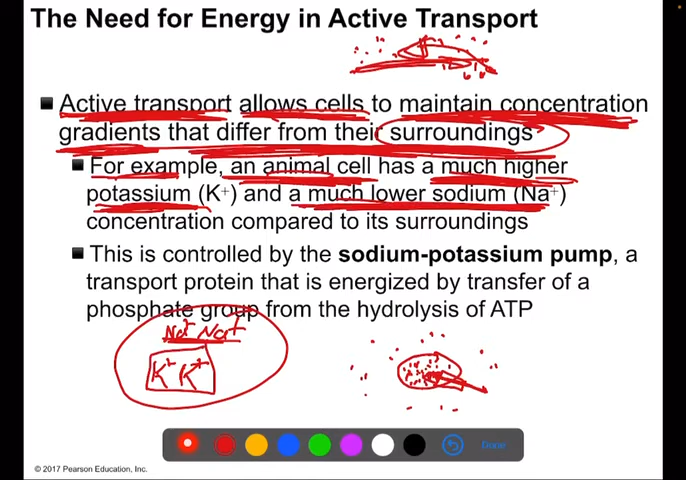 The Need for Energy in Active Transport
Active transport allows cells to maintain concentration
gradients that differ from their surroundings
For example, an animal cell has a much higher
potassium (K+) and a much lower sodium (Na+)
concentration compared to its surroundings
This is controlled by the sodium-potassium pump, a
transport protein that is energized by transfer of a
phosphate group from the hydrolysis of ATP
Na+ Na+
K+ K+
Done
© 2017 Pearson Education, Inc.